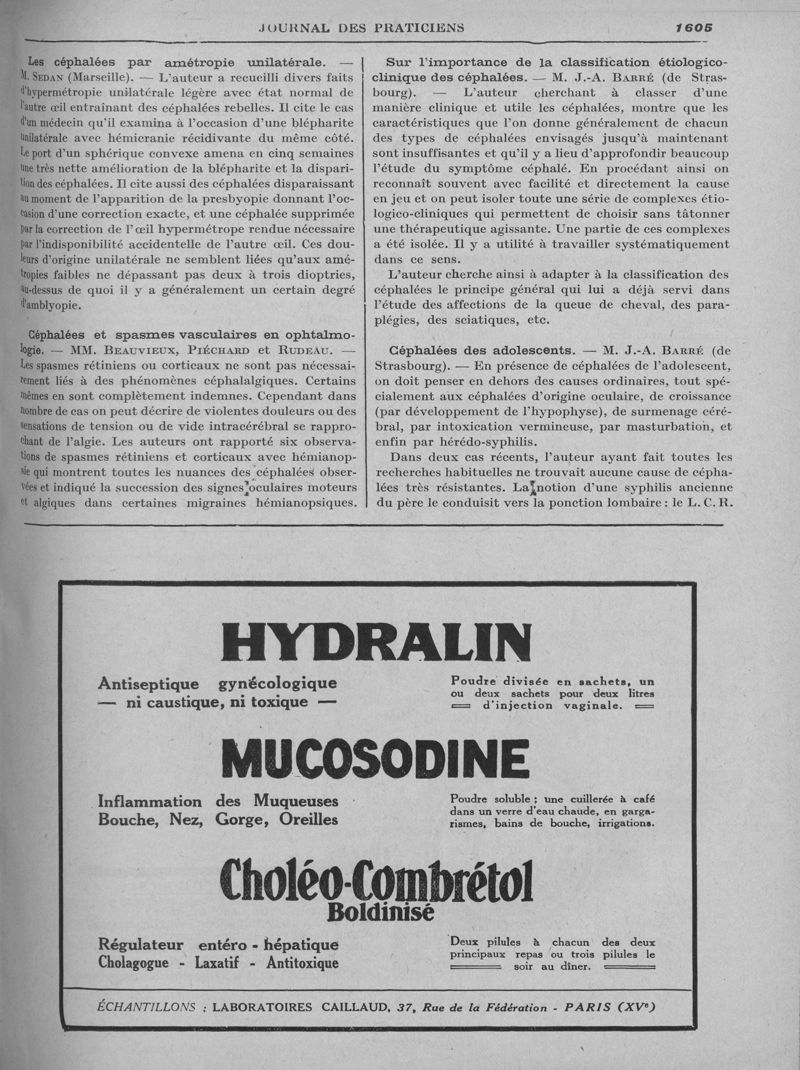 JOURNAL DES PRATICIENS 1605
Les céphalées par amétropie unilatérale. —
M. SEDAN (Marseille). — L'auteur a recueilli divers faits
d'hypermétropie unilatérale légère avec état normal de
l'autre œil entraînant des céphalées rebelles. Il cite le cas
d'un médecin qu'il examina à l'occasion d'une blépharite
unilatérale avec hémicranie récidivante du même côté.
Le port d'un sphérique convexe amena en cinq semaines
une très nette amélioration de la blépharite et la dispari-
tion des céphalées. Il cite aussi des céphalées disparaissant
au moment de l'apparition de la presbyopie donnant l'oc-
casion d'une correction exacte, et une céphalée supprimée
par la correction de l'œil hypermétrope rendue nécessaire
par l'indisponibilité accidentelle de l'autre œil. Ces dou-
leurs d'origine unilatérale ne semblent liées qu'aux amé-
tropies faibles ne dépassant pas deux à trois dioptries,
au-dessus de quoi il y a généralement un certain degré
d'amblyopie.
Céphalées et spasmes vasculaires en ophtalmo-
logie. — MM. BEAUVIEUX, PIÉCHARD et RUDEAU. —
Les spasmes rétiniens ou corticaux ne sont pas nécessai-
rement liés à des phénomènes céphalalgiques. Certains
mêmes en sont complètement indemnes. Cependant dans
nombre de cas on peut décrire de violentes douleurs ou des
sensations de tension ou de vide intracérébral se rappro-
chant de l'algie. Les auteurs ont rapporté six observa-
tions de spasmes rétiniens et corticaux avec hémianop-
sie qui montrent toutes les nuances des céphalées obser-
vées et indiqué la succession des signes oculaires moteurs
et algiques dans certaines migraines hémianopsiques.
Sur l'importance de la classification étiologico-
clinique des céphalées. — M. J.-A. BARRÉ (de Stras-
bourg). — L'auteur cherchant à classer d'une
manière clinique et utile les céphalées, montre que les
caractéristiques que l'on donne généralement de chacun
des types de céphalées envisagés jusqu'à maintenant
sont insuffisantes et qu'il y a lieu d'approfondir beaucoup
l'étude du symptôme céphalé. En procédant ainsi on
reconnaît souvent avec facilité et directement la cause
en jeu et on peut isoler toute une série de complexes étio-
logico-cliniques qui permettent de choisir sans tâtonner
une thérapeutique agissante. Une partie de ces complexes
a été isolée. Il y a utilité à travailler systématiquement
dans ce sens.
L'auteur cherche ainsi à adapter à la classification des
céphalées le principe général qui lui a déjà servi dans
l'étude des affections de la queue de cheval, des para-
plégies, des sciatiques, etc.
Céphalées des adolescents. — M. J.-A. BARRÉ (de
Strasbourg). — En présence de céphalées de l'adolescent,
on doit penser en dehors des causes ordinaires, tout spé-
cialement aux céphalées d'origine oculaire, de croissance
(par développement de l'hypophyse), de surmenage céré-
bral, par intoxication vermineuse, par masturbation, et
enfin par hérédo-syphilis.
Dans deux cas récents, l'auteur ayant fait toutes les
recherches habituelles ne trouvait aucune cause de cépha-
lées très résistantes. La notion d'une syphilis ancienne
du père le conduisit vers la ponction lombaire : le L. C. R.
HYDRALIN
Antiseptique gynécologique
— ni caustique, ni toxique —
Poudre divisée en sachets, un
ou deux sachets pour deux litres
d'injection vaginale.
MUCOSODINE
Inflammation des Muqueuses
Bouche, Nez, Gorge, Oreilles
Poudre soluble ; une cuillerée à café
dans un verre d'eau chaude, en garga-
rismes, bains de bouche, irrigations.
Choléo-Combrétol
Boldinisé
Régulateur entéro - hépatique
Cholagogue - Laxatif - Antitoxique
Deux pilules à chacun des deux
principaux repas ou trois pilules le
soir au dîner.
ÉCHANTILLONS : LABORATOIRES CAILLAUD, 37, Rue de la Fédération - PARIS (XVe)